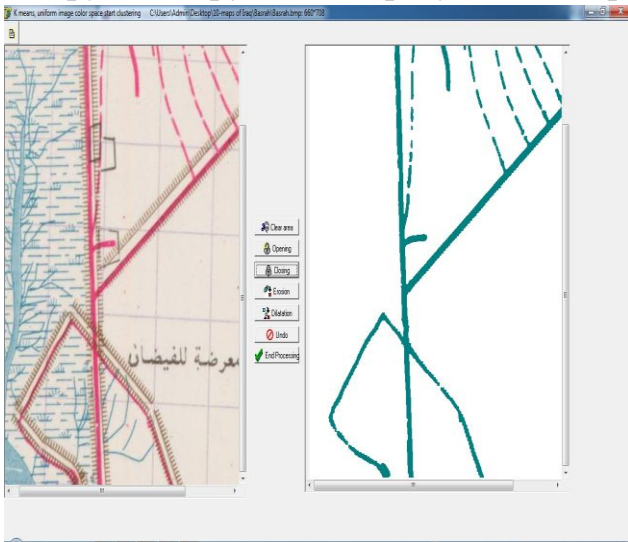 K means, uniform image color space start clustering C:\Users\Admin\Desktop\10-maps of Iraq\Basrah\Basrah.bmp: 660*708
Clear area
Opening
Closing
Erosion
Dilatation
Undo
End Processing
معرضة للفيضان